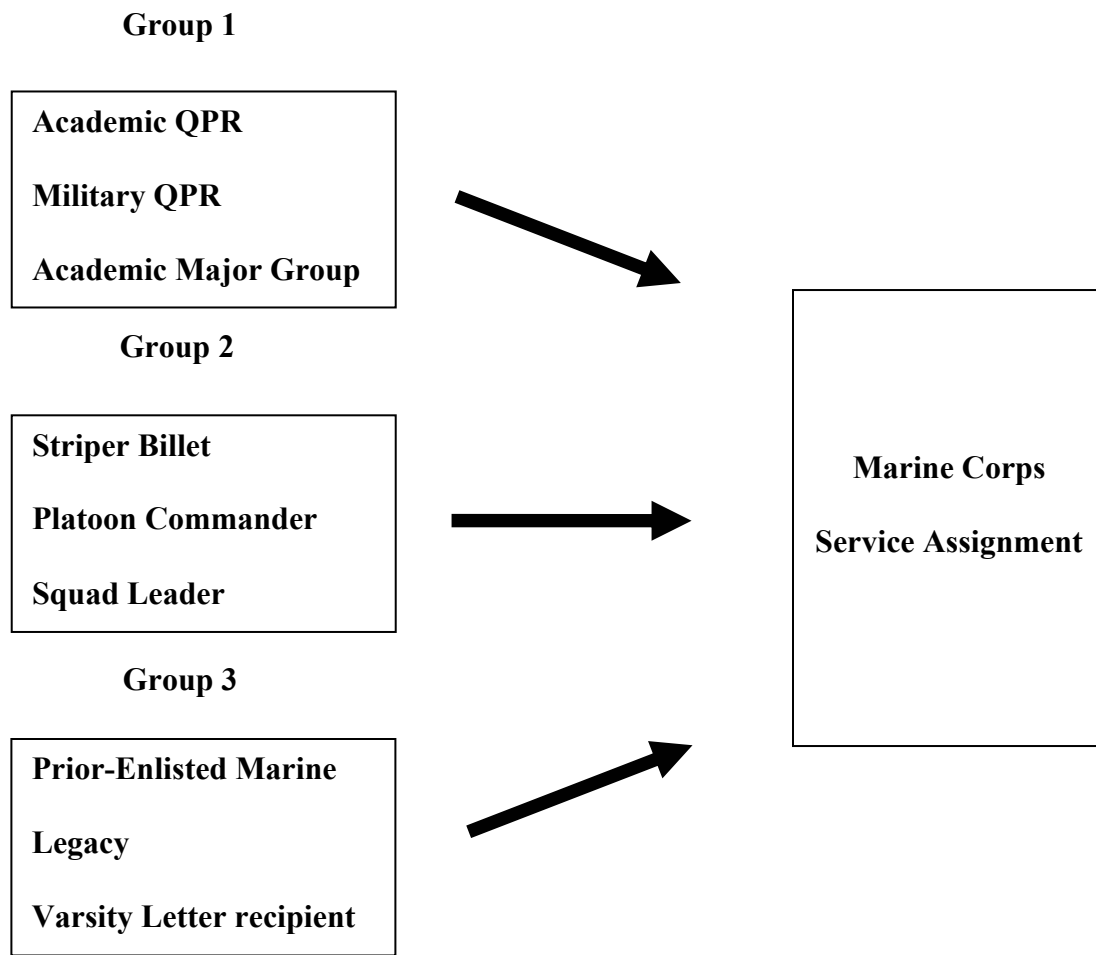 Group 1
Academic QPR
Military QPR
Academic Major Group
Group 2
Striper Billet
Platoon Commander
Squad Leader
Group 3
Prior-Enlisted Marine
Legacy
Varsity Letter recipient
Marine Corps
Service Assignment